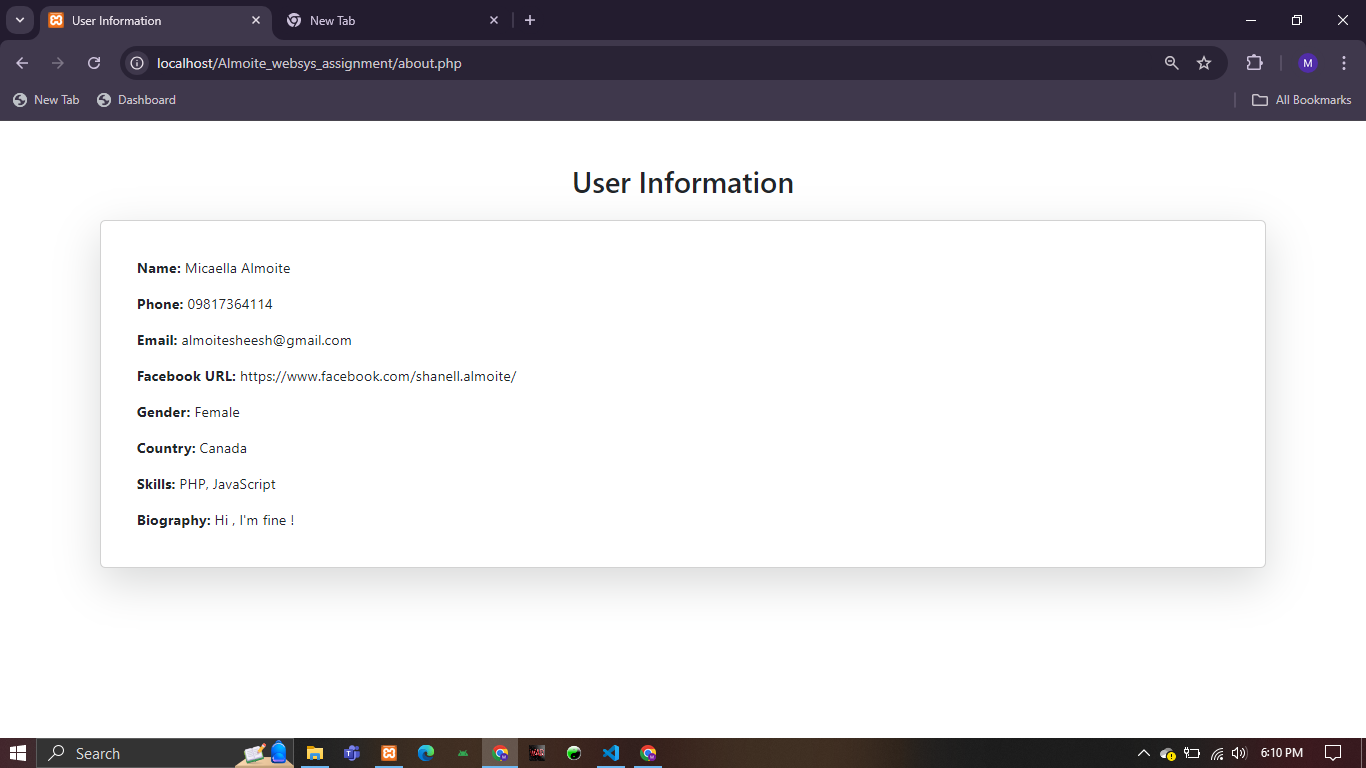 User Information
New Tab
localhost/Almoite_websys_assignment/about.php
M
New Tab
Dashboard
All Bookmarks
User Information
Name: Micaella Almoite
Phone: 09817364114
Email: almoitesheesh@gmail.com
Facebook URL: https://www.facebook.com/shanell.almoite/
Gender: Female
Country: Canada
Skills: PHP, JavaScript
Biography: Hi , I'm fine !
Search
6:10 PM